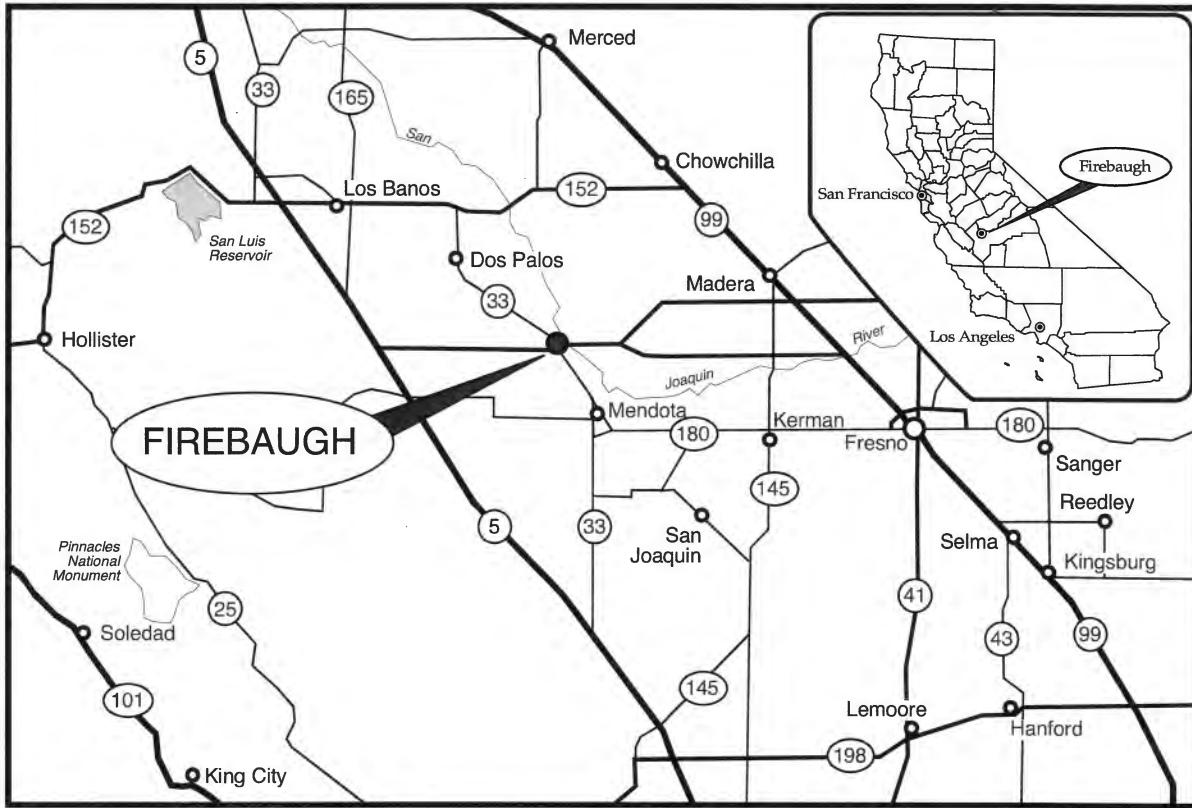 Merced
5
33
165
San
Chowchilla
Los Banos
152
152
San Luis
Reservoir
99
Dos Palos
Madera
33
Hollister
River
Joaquin
FIREBAUGH
Mendota
180
Kerman
Fresno
180
Sanger
145
Reedley
5
33
San
Joaquin
Selma
Kingsburg
Pinnacles
National
Monument
25
41
43
99
Soledad
101
145
Lemoore
Hanford
198
King City
Firebaugh
San Francisco
Los Angeles